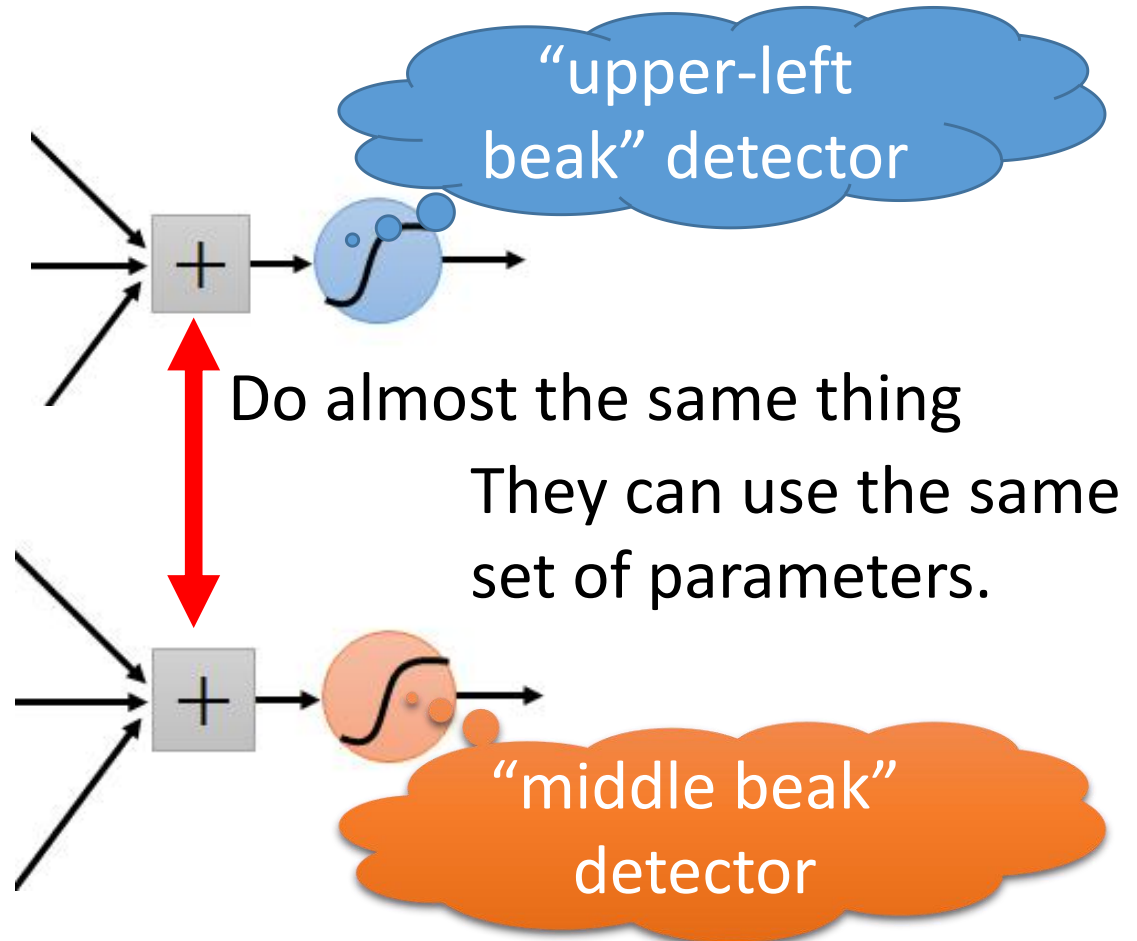 “upper-left
beak” detector
+
Do almost the same thing
They can use the same
set of parameters.
+
“middle beak”
detector